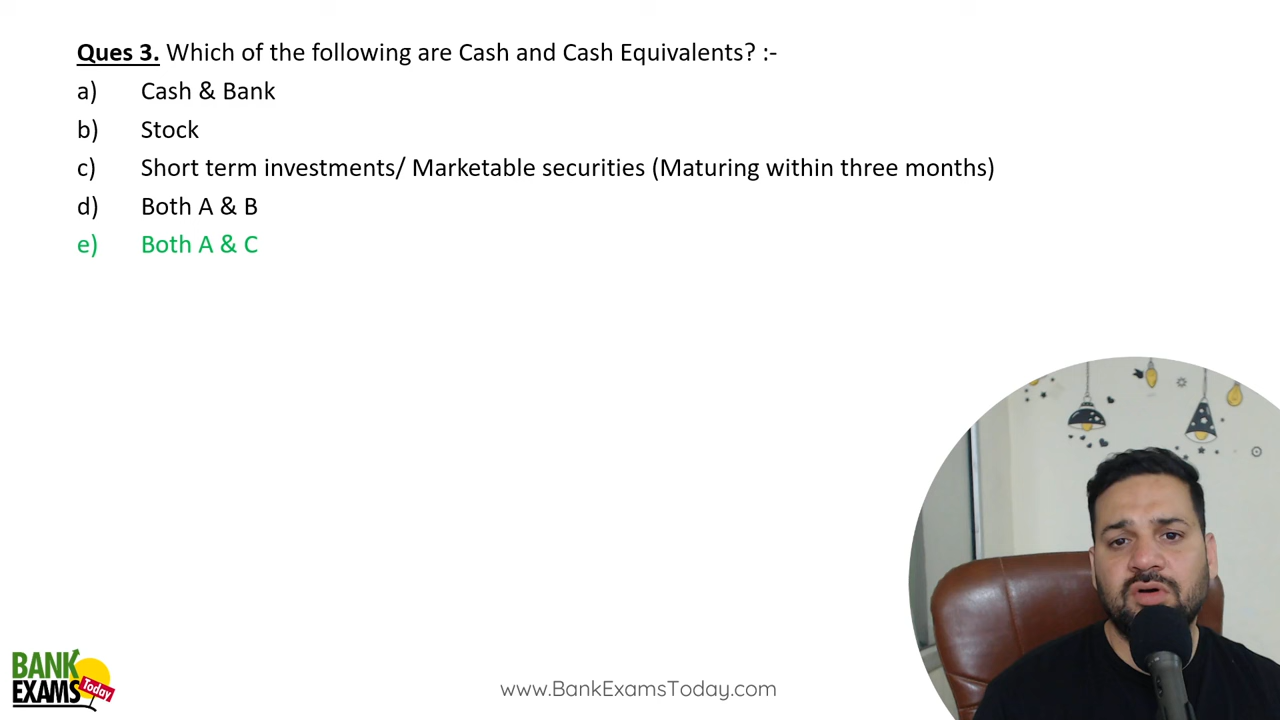 Ques 3. Which of the following are Cash and Cash Equivalents? :-
a) Cash & Bank
b) Stock
c) Short term investments/ Marketable securities (Maturing within three months)
d) Both A & B
e) Both A & C
BANK
EXAMS
Today
www.BankExamsToday.com